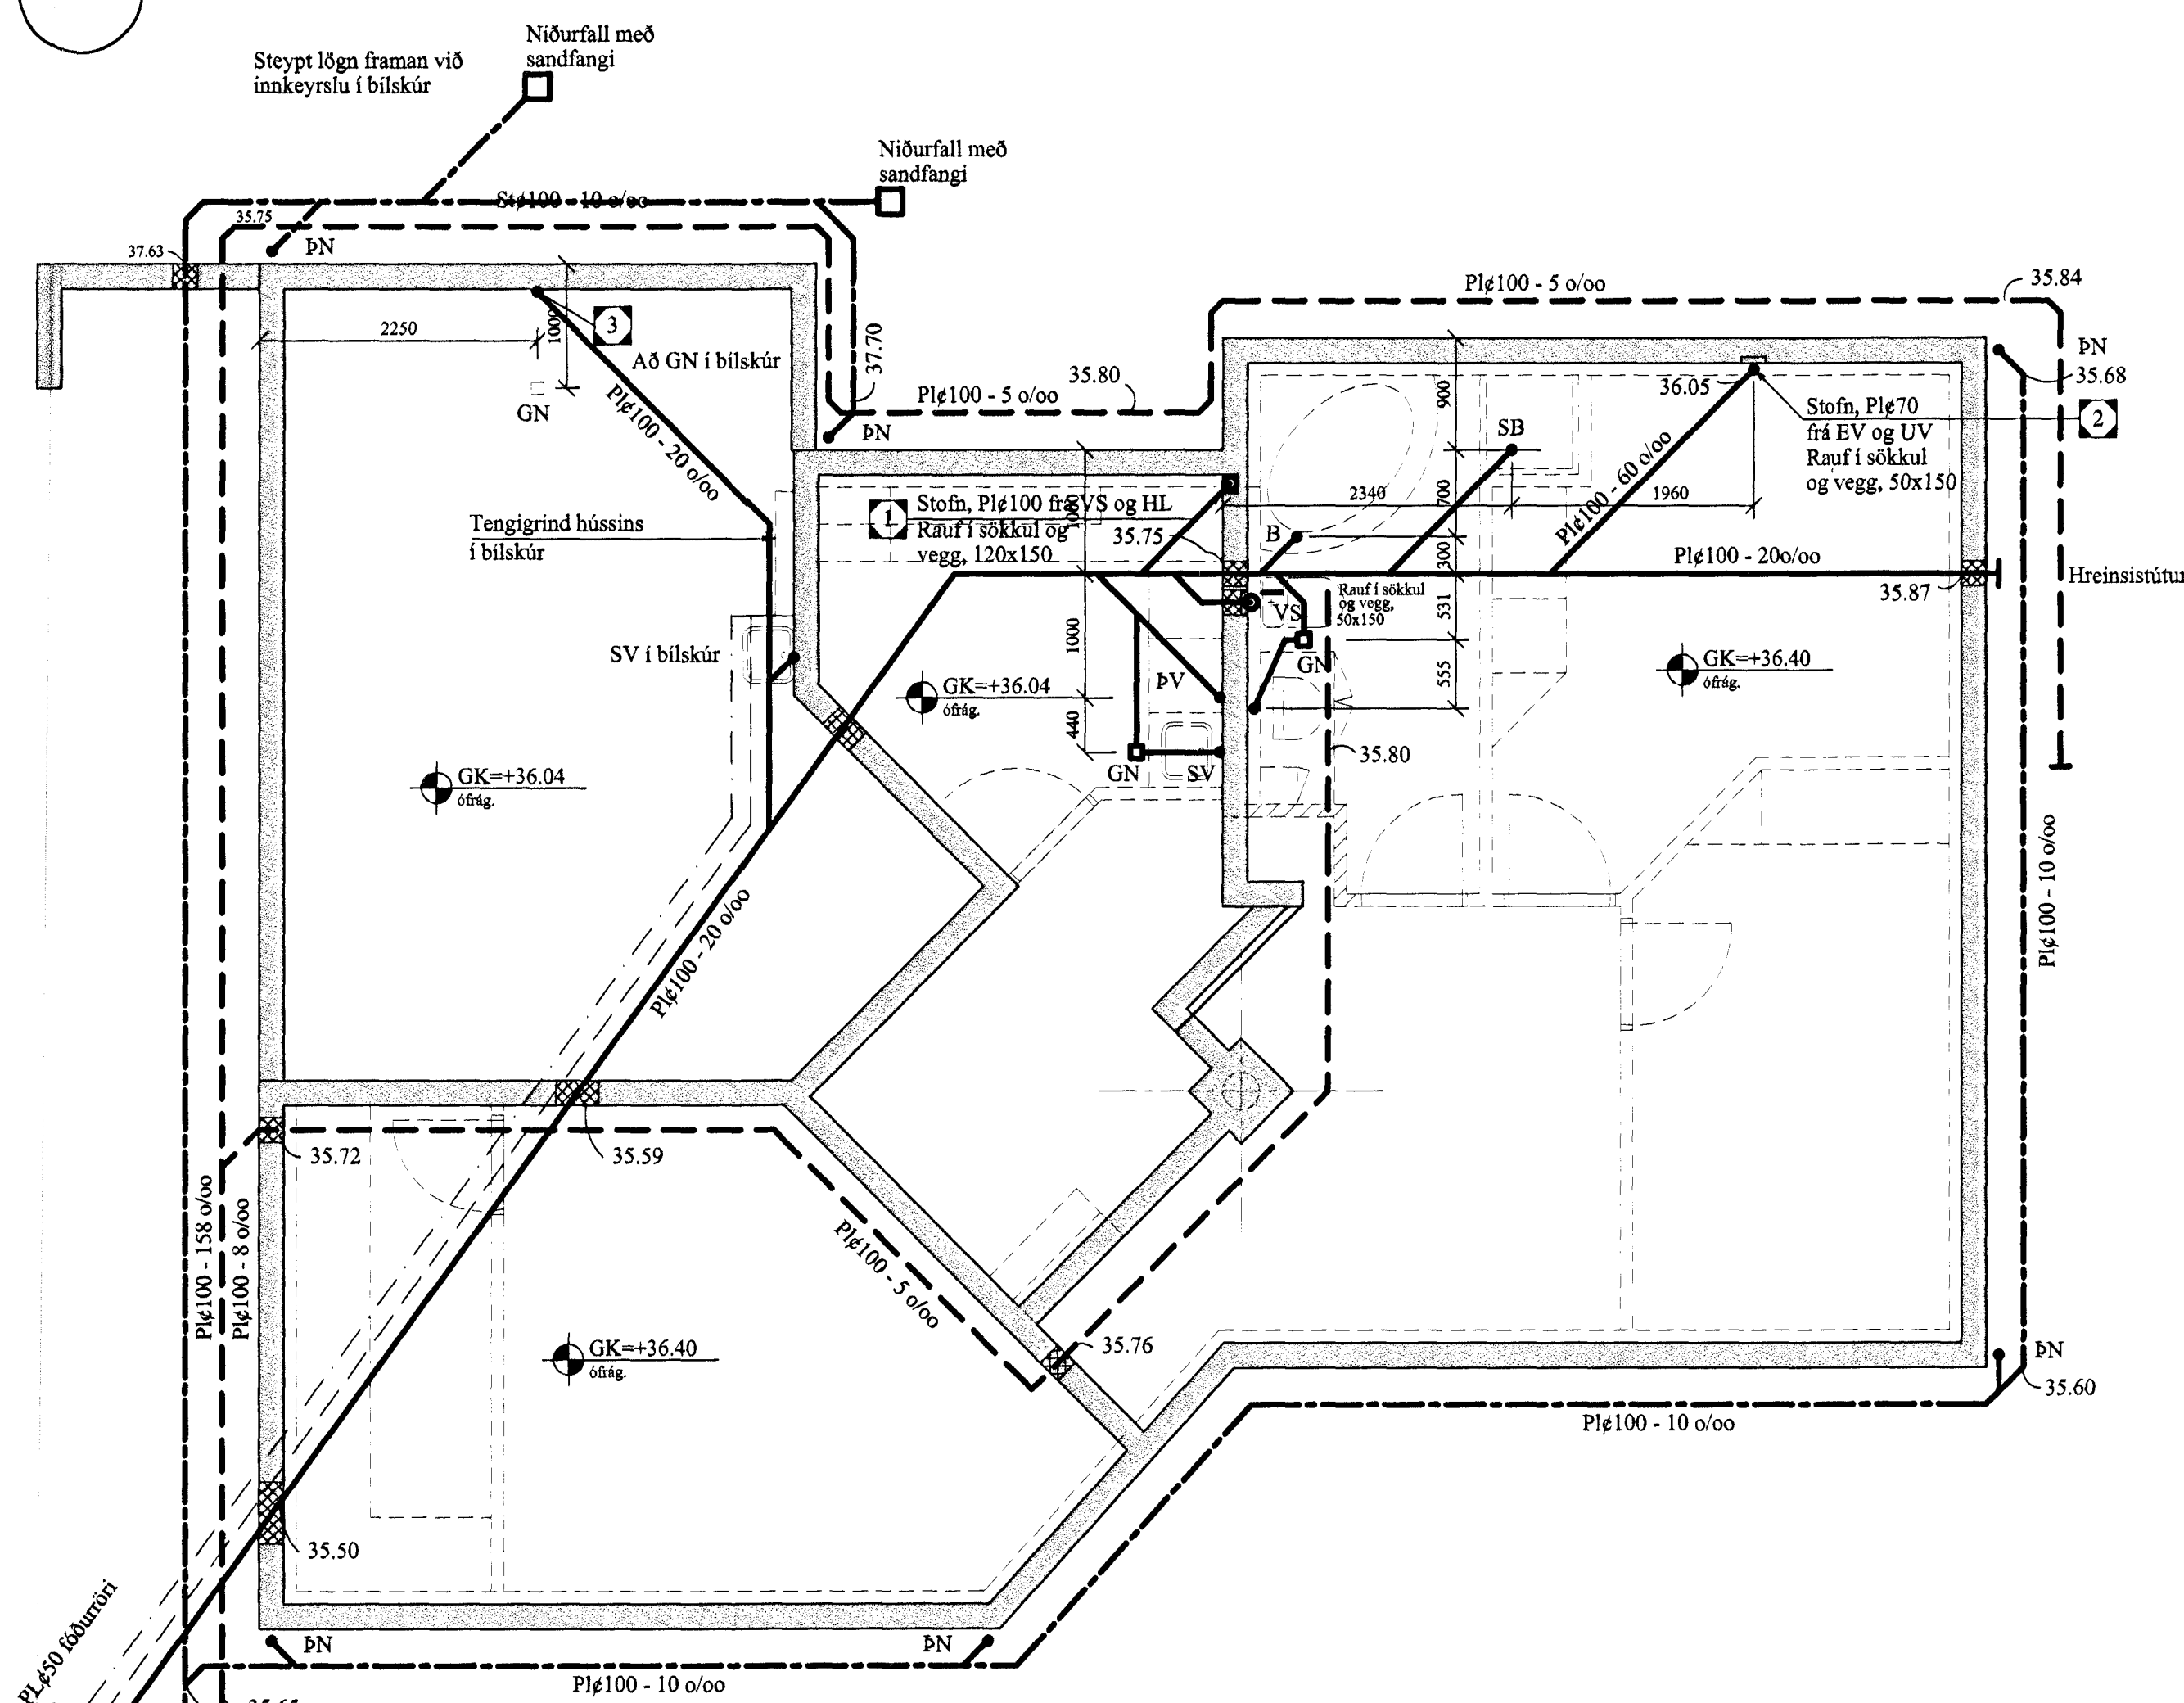 Niðurfall með
sandfangi
Steypt lögn framan við
innkeyrslu í bílskúr
Niðurfall með
sandfangi
St¢100 - 10 o/oo
35.75
ÞN
37.63
Pl¢100 - 5 o/oo
35.84
2250
1000
3
Að GN í bílskúr
37.70
ÞN
35.68
Pl¢100 - 5 o/oo
35.80
GN
Pl¢100 - 20 o/oo
ÞN
900
SB
36.05
Stofn, Pl¢70
frá EV og UV
Rauf í sökkul
og vegg, 50x150
2
Pl¢100 - 60 o/oo
2340
700
1960
1
Stofn, Pl¢100 frá VS og HL
Rauf í sökkul og
vegg, 120x150
1000
35.75
B
300
Tengigrind hússins
í bílskúr
Pl¢100 - 20o/oo
Hreinsistútur
35.87
VS
Rauf í sökkul
og vegg,
50x150
531
1000
GN
SV í bílskúr
GK=+36.04
ófrág.
ÞV
555
GK=+36.40
ófrág.
440
GN
SV
35.80
GK=+36.04
ófrág.
Pl¢100 - 10 o/oo
Pl¢100 - 20 o/oo
35.72
35.59
Pl¢100 - 158 o/oo
Pl¢100 - 8 o/oo
Pl¢100 - 5 o/oo
35.76
GK=+36.40
ófrág.
ÞN
35.60
Pl¢100 - 10 o/oo
35.50
PL¢50 fóðurröri
ÞN
ÞN
Pl¢100 - 10 o/oo